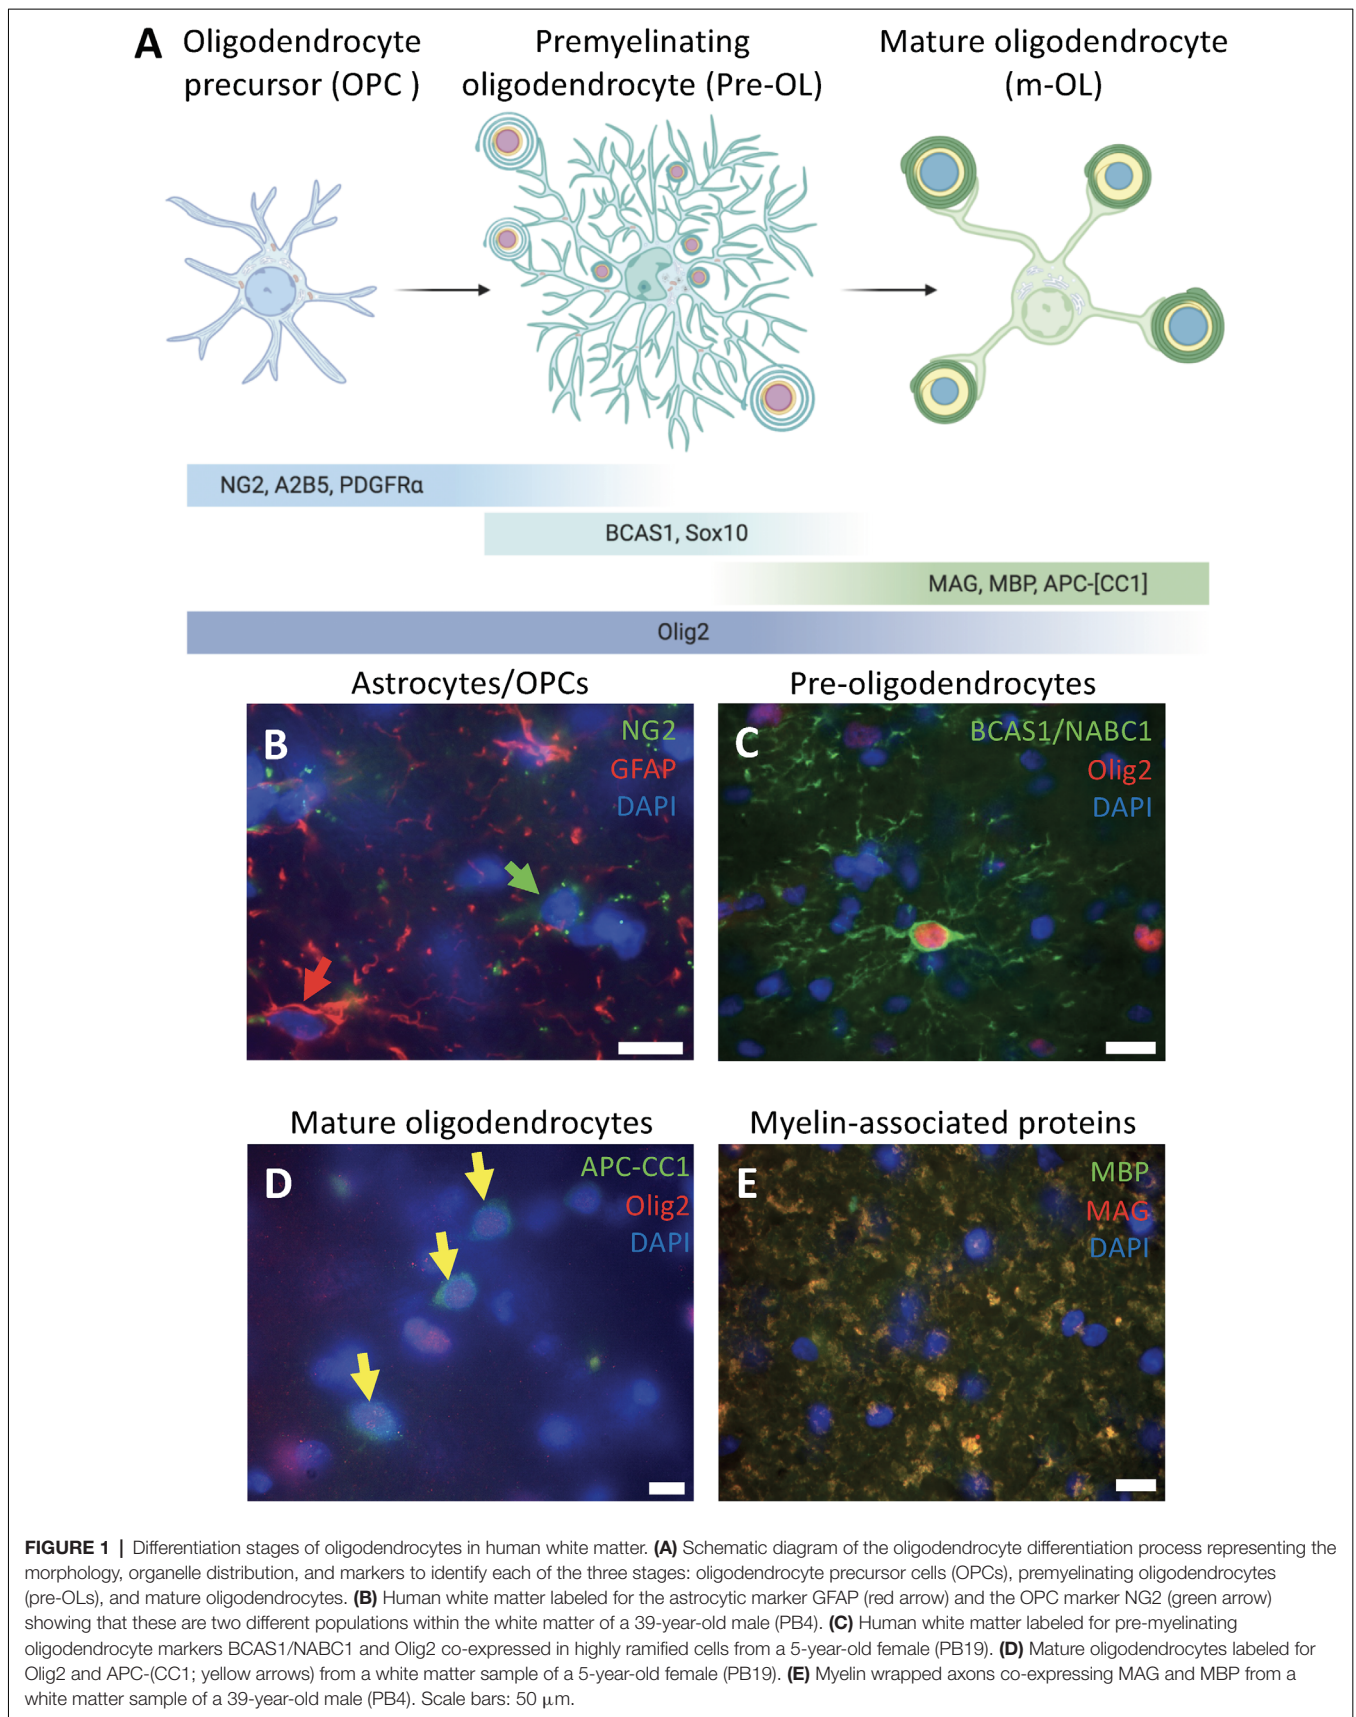 A
Oligodendrocyte
precursor (OPC )
Premyelinating
oligodendrocyte (Pre-OL)
Mature oligodendrocyte
(m-OL)
NG2, A2B5, PDGFRα
BCAS1, Sox10
MAG, MBP, APC-[CC1]
Olig2
Astrocytes/OPCs
B
NG2
GFAP
DAPI
Pre-oligodendrocytes
C
BCAS1/NABC1
Olig2
DAPI
Mature oligodendrocytes
D
APC-CC1
Olig2
DAPI
Myelin-associated proteins
E
MBP
MAG
DAPI
FIGURE 1 | Differentiation stages of oligodendrocytes in human white matter. (A) Schematic diagram of the oligodendrocyte differentiation process representing the
morphology, organelle distribution, and markers to identify each of the three stages: oligodendrocyte precursor cells (OPCs), premyelinating oligodendrocytes
(pre-OLs), and mature oligodendrocytes. (B) Human white matter labeled for the astrocytic marker GFAP (red arrow) and the OPC marker NG2 (green arrow)
showing that these are two different populations within the white matter of a 39-year-old male (PB4). (C) Human white matter labeled for pre-myelinating
oligodendrocyte markers BCAS1/NABC1 and Olig2 co-expressed in highly ramified cells from a 5-year-old female (PB19). (D) Mature oligodendrocytes labeled for
Olig2 and APC-(CC1; yellow arrows) from a white matter sample of a 5-year-old female (PB19). (E) Myelin wrapped axons co-expressing MAG and MBP from a
white matter sample of a 39-year-old male (PB4). Scale bars: 50 μm.